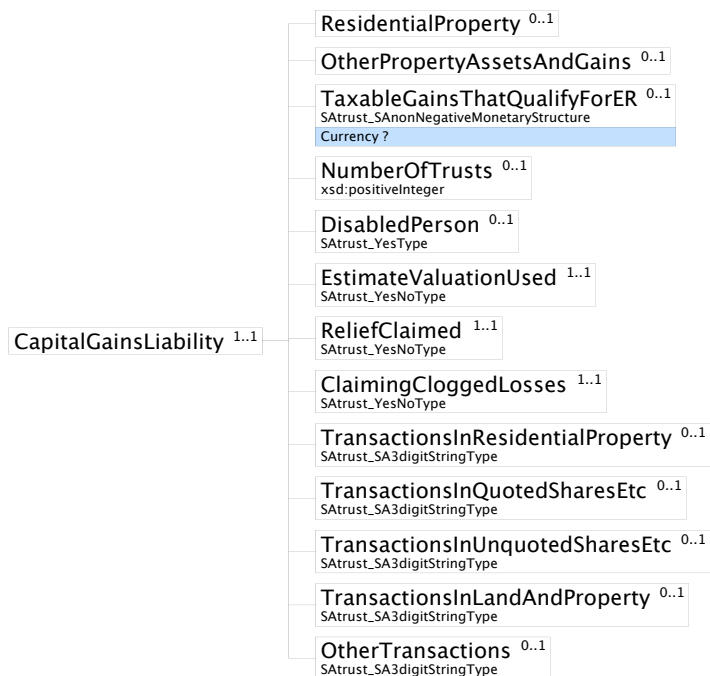 ResidentialProperty 0..1
OtherPropertyAssetsAndGains 0..1
TaxableGainsThatQualifyForER 0..1
SAtrust_SAnonNegativeMonetaryStructure
Currency ?
NumberOfTrusts 0..1
xsd:positiveInteger
DisabledPerson 0..1
SAtrust_YesType
EstimateValuationUsed 1..1
SAtrust_YesNoType
CapitalGainsLiability 1..1
ReliefClaimed 1..1
SAtrust_YesNoType
ClaimingCloggedLosses 1..1
SAtrust_YesNoType
TransactionsInResidentialProperty 0..1
SAtrust_SA3digitStringType
TransactionsInQuotedSharesEtc 0..1
SAtrust_SA3digitStringType
TransactionsInUnquotedSharesEtc 0..1
SAtrust_SA3digitStringType
TransactionsInLandAndProperty 0..1
SAtrust_SA3digitStringType
OtherTransactions 0..1
SAtrust_SA3digitStringType